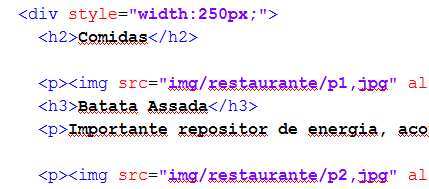 <div style="width:250px;">
<h2>Comidas</h2>
<p><img src="img/restaurante/p1,jpg" al
<h3>Batata Assada</h3>
<p>Importante repositor de energia, aco
<p><img src="img/restaurante/p2,jpg" al